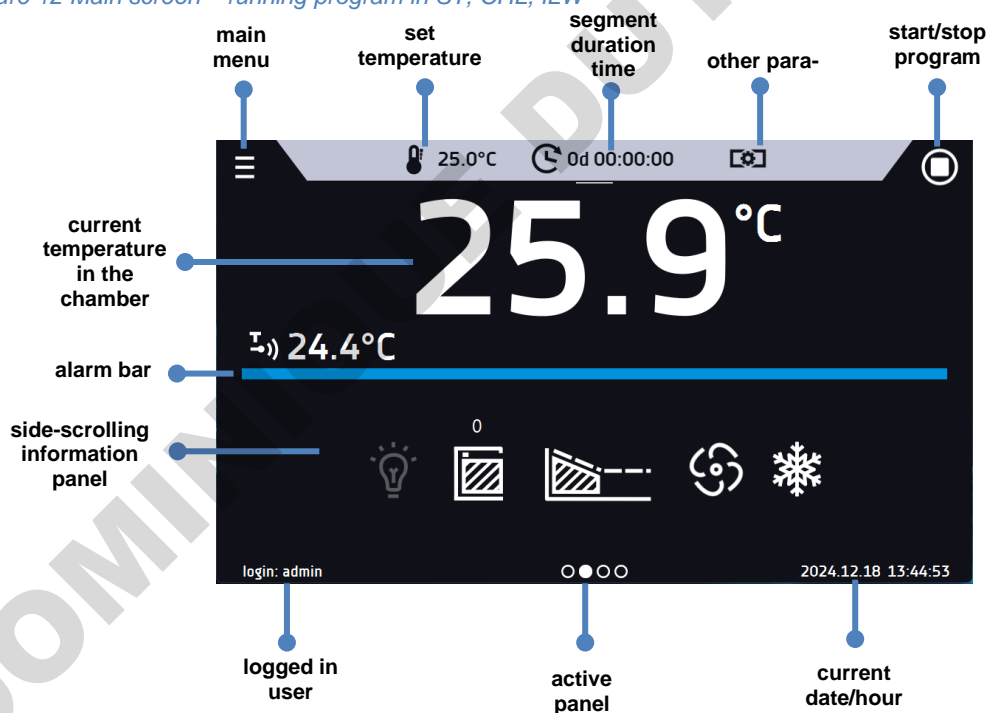 Main screen – running program in ST, CHL, ILW
main
menu
set
temperature
segment
duration
time
other para-
start/stop
program
25.0°C
0d 00:00:00
25.9°C
current
temperature
in the
chamber
24.4°C
alarm bar
side-scrolling
information
panel
0
login: admin
2024.12.18 13:44:53
logged in
user
active
panel
current
date/hour